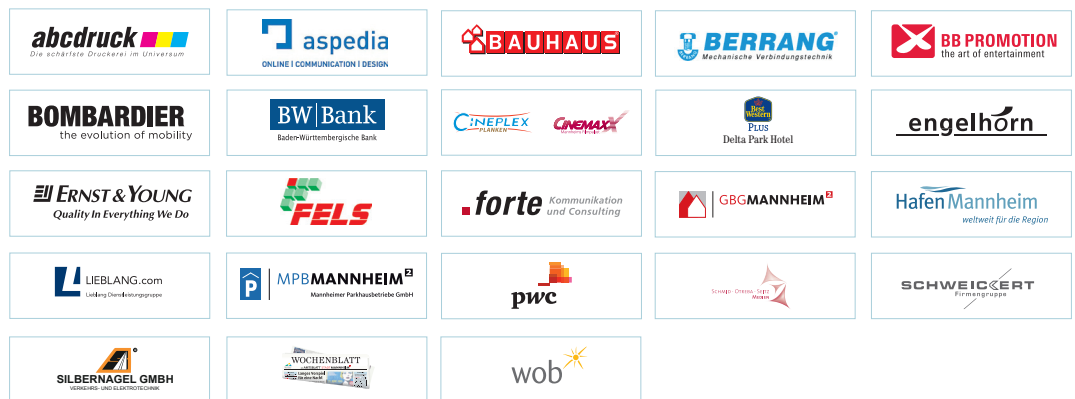 abcdruck
Die schärfste Druckerei im Universum
aspedia
ONLINE | COMMUNICATION | DESIGN
BAUHAUS
BERRANG®
Mechanische Verbindungstechnik
BB PROMOTION
the art of entertainment
BOMBARDIER
the evolution of mobility
BW Bank
Baden-Württembergische Bank
CINEPLEX
PLANKEN
CINEMAXX
Best
Western
PLUS
Delta Park Hotel
engelhorn
ERNST & YOUNG
Quality In Everything We Do
FELS
forte
Kommunikation
und Consulting
GBGMANNHEIM²
HafenMannheim
weltweit für die Region
LIEBLANG.com
Lieblang Dienstleistungsgruppe
P
MPBMANNHEIM²
Mannheimer Parkhausbetriebe GmbH
pwc
MEDIEN
SCHWEICKERT
Firmengruppe
SILBERNAGEL GMBH
VERKEHRS- UND ELEKTROTECHNIK
WOCHENBLATT
wob